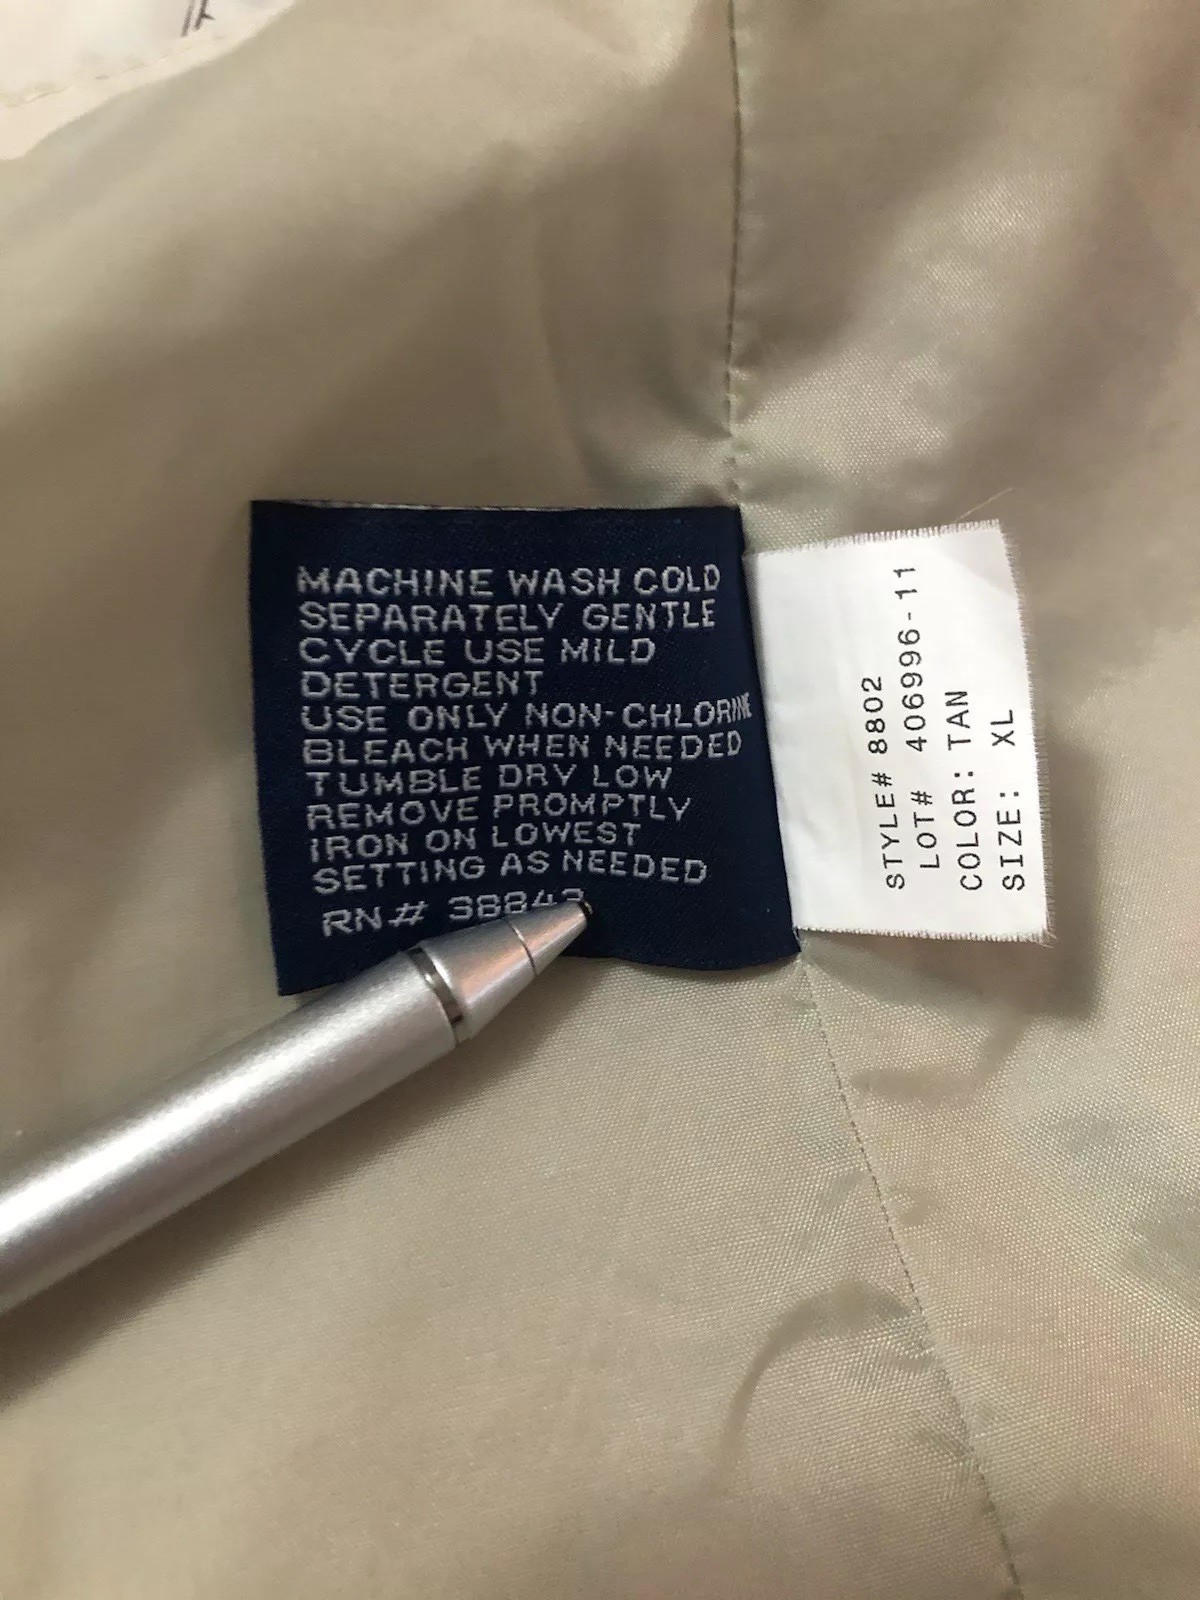 MACHINE WASH COLD
SEPARATELY GENTLE
CYCLE USE MILD
DETERGENT
USE ONLY NON-CHLORINE
BLEACH WHEN NEEDED
TUMBLE DRY LOW
REMOVE PROMPTLY
IRON ON LOWEST
SETTING AS NEEDED
RN#
STYLE# 8802
LOT# 406996-11
COLOR: TAN
SIZE: XL